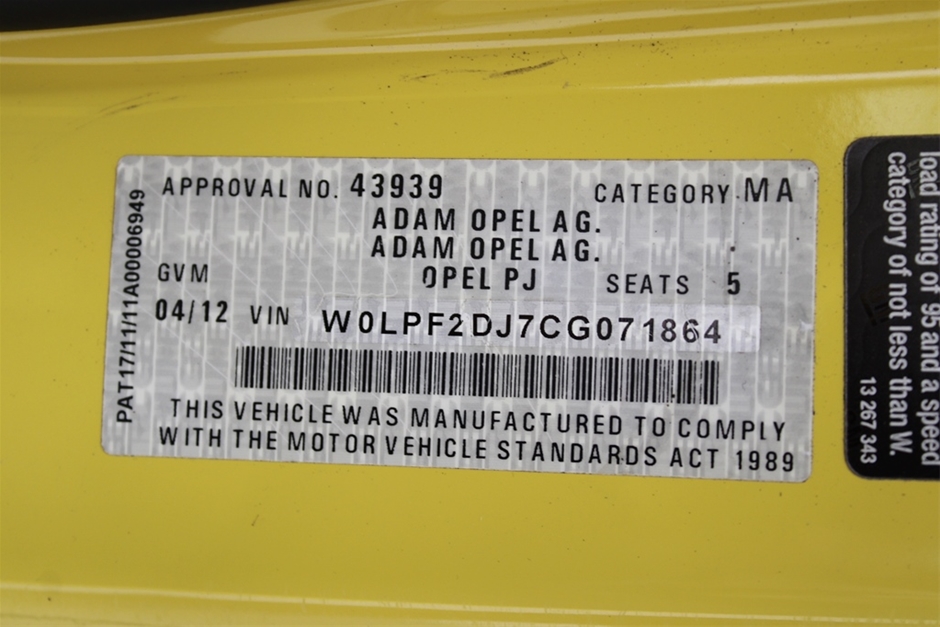 APPROVAL NO. 43939 CATEGORY MA
ADAM OPEL AG.
ADAM OPEL AG.
GVM OPEL PJ SEATS 5
04/12 VIN W0LPF2DJ7CG071864
THIS VEHICLE WAS MANUFACTURED TO COMPLY
WITH THE MOTOR VEHICLE STANDARDS ACT 1989
PAT17/11/11A00006949
load rating of 95 and a speed
category of not less than W.
13 267 343